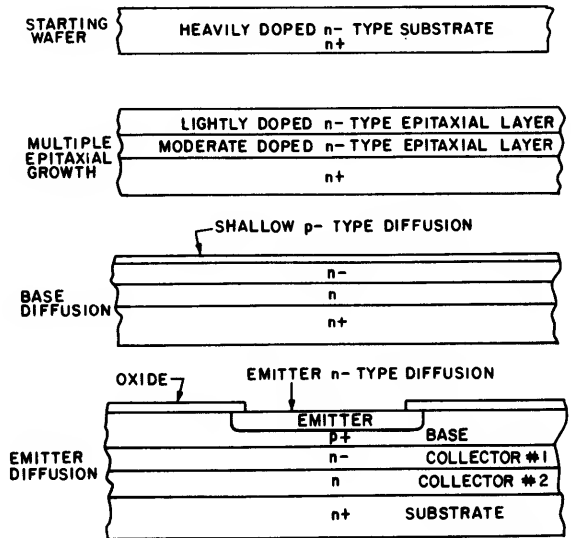 STARTING
WAFER
HEAVILY DOPED n- TYPE SUBSTRATE
n+
MULTIPLE
EPITAXIAL
GROWTH
LIGHTLY DOPED n- TYPE EPITAXIAL LAYER
MODERATE DOPED n- TYPE EPITAXIAL LAYER
n+
SHALLOW p- TYPE DIFFUSION
BASE
DIFFUSION
n-
n
n+
OXIDE
EMITTER n- TYPE DIFFUSION
EMITTER
DIFFUSION
EMITTER
p+ BASE
n- COLLECTOR #1
n COLLECTOR #2
n+ SUBSTRATE